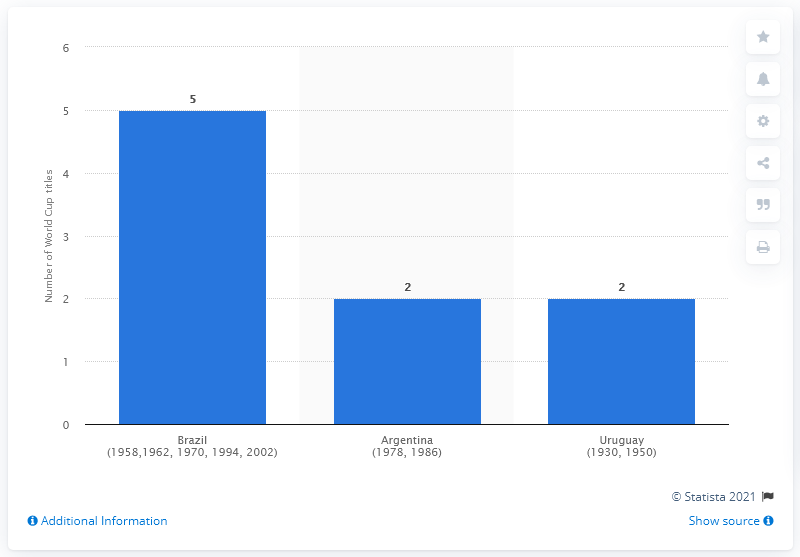 Number of World Cup titles
6
5
4
3
2
1
0
5
2
2
Brazil
(1958,1962, 1970, 1994, 2002)
Argentina
(1978, 1986)
Uruguay
(1930, 1950)
© Statista 2021
Additional Information
Show source